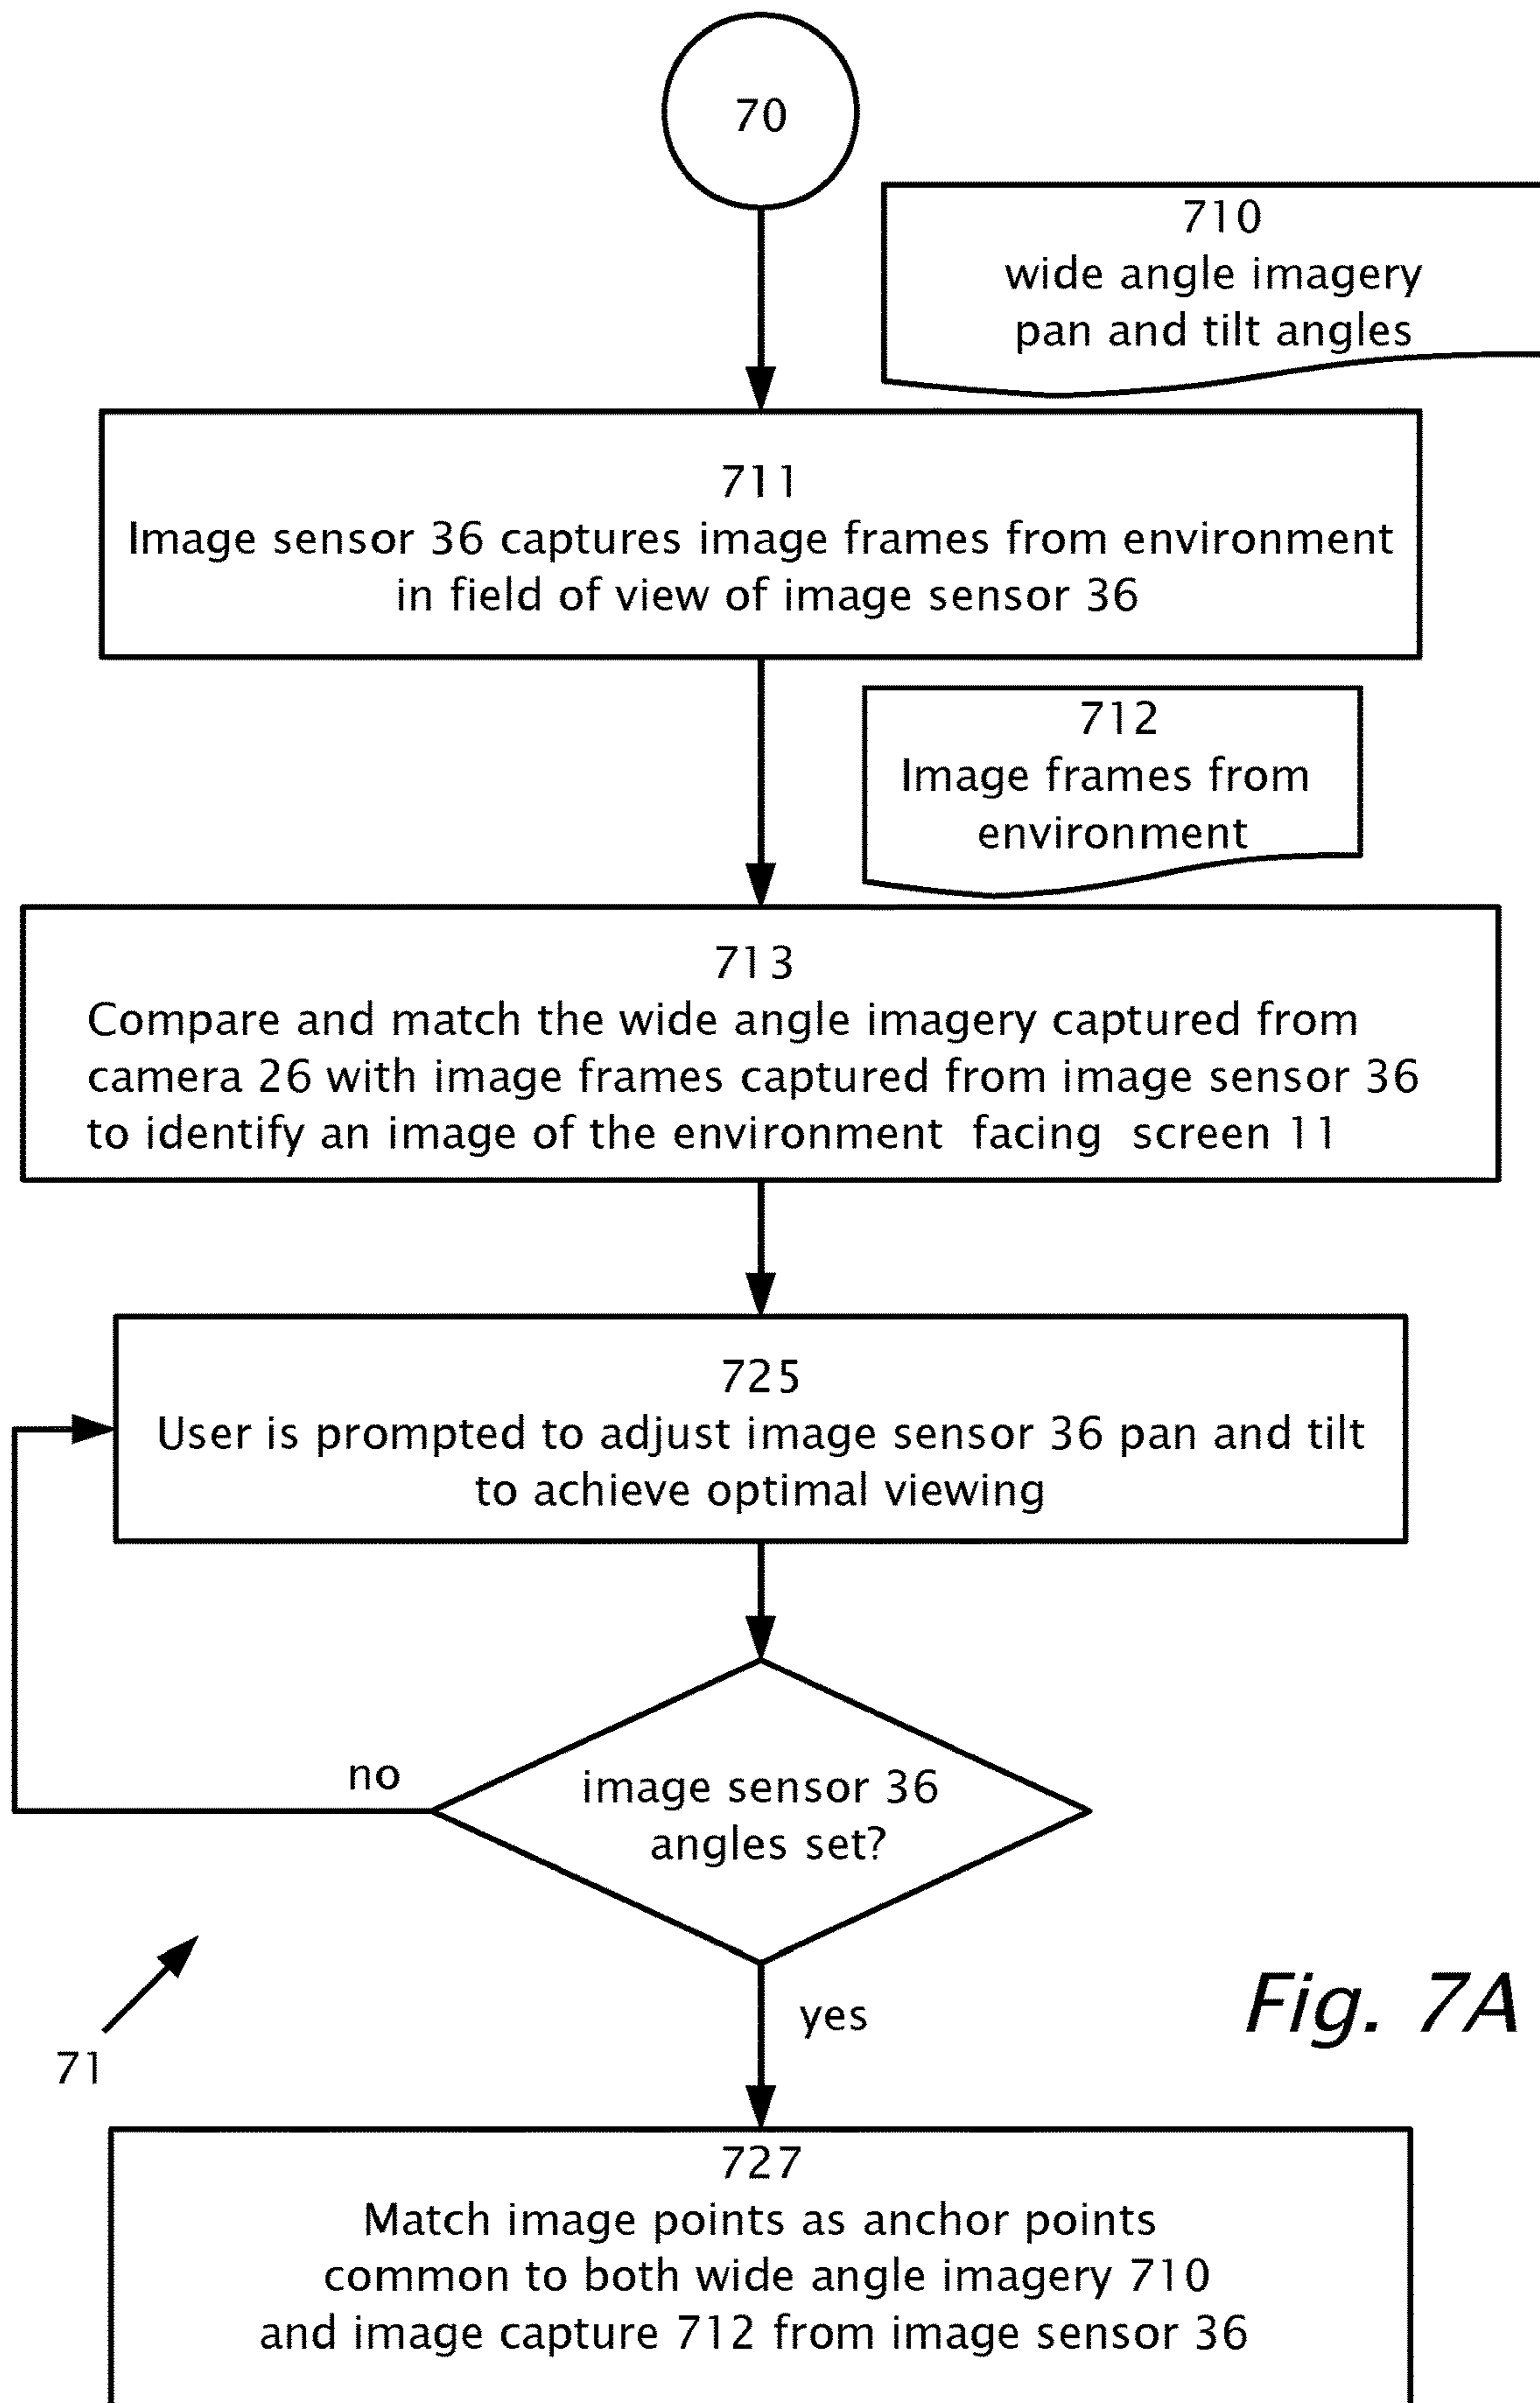 70
710
wide angle imagery
pan and tilt angles
711
Image sensor 36 captures image frames from environment
in field of view of image sensor 36
712
Image frames from
environment
713
Compare and match the wide angle imagery captured from
camera 26 with image frames captured from image sensor 36
to identify an image of the environment facing screen 11
725
User is prompted to adjust image sensor 36 pan and tilt
to achieve optimal viewing
no
image sensor 36
angles set?
yes
Fig. 7A
71
727
Match image points as anchor points
common to both wide angle imagery 710
and image capture 712 from image sensor 36